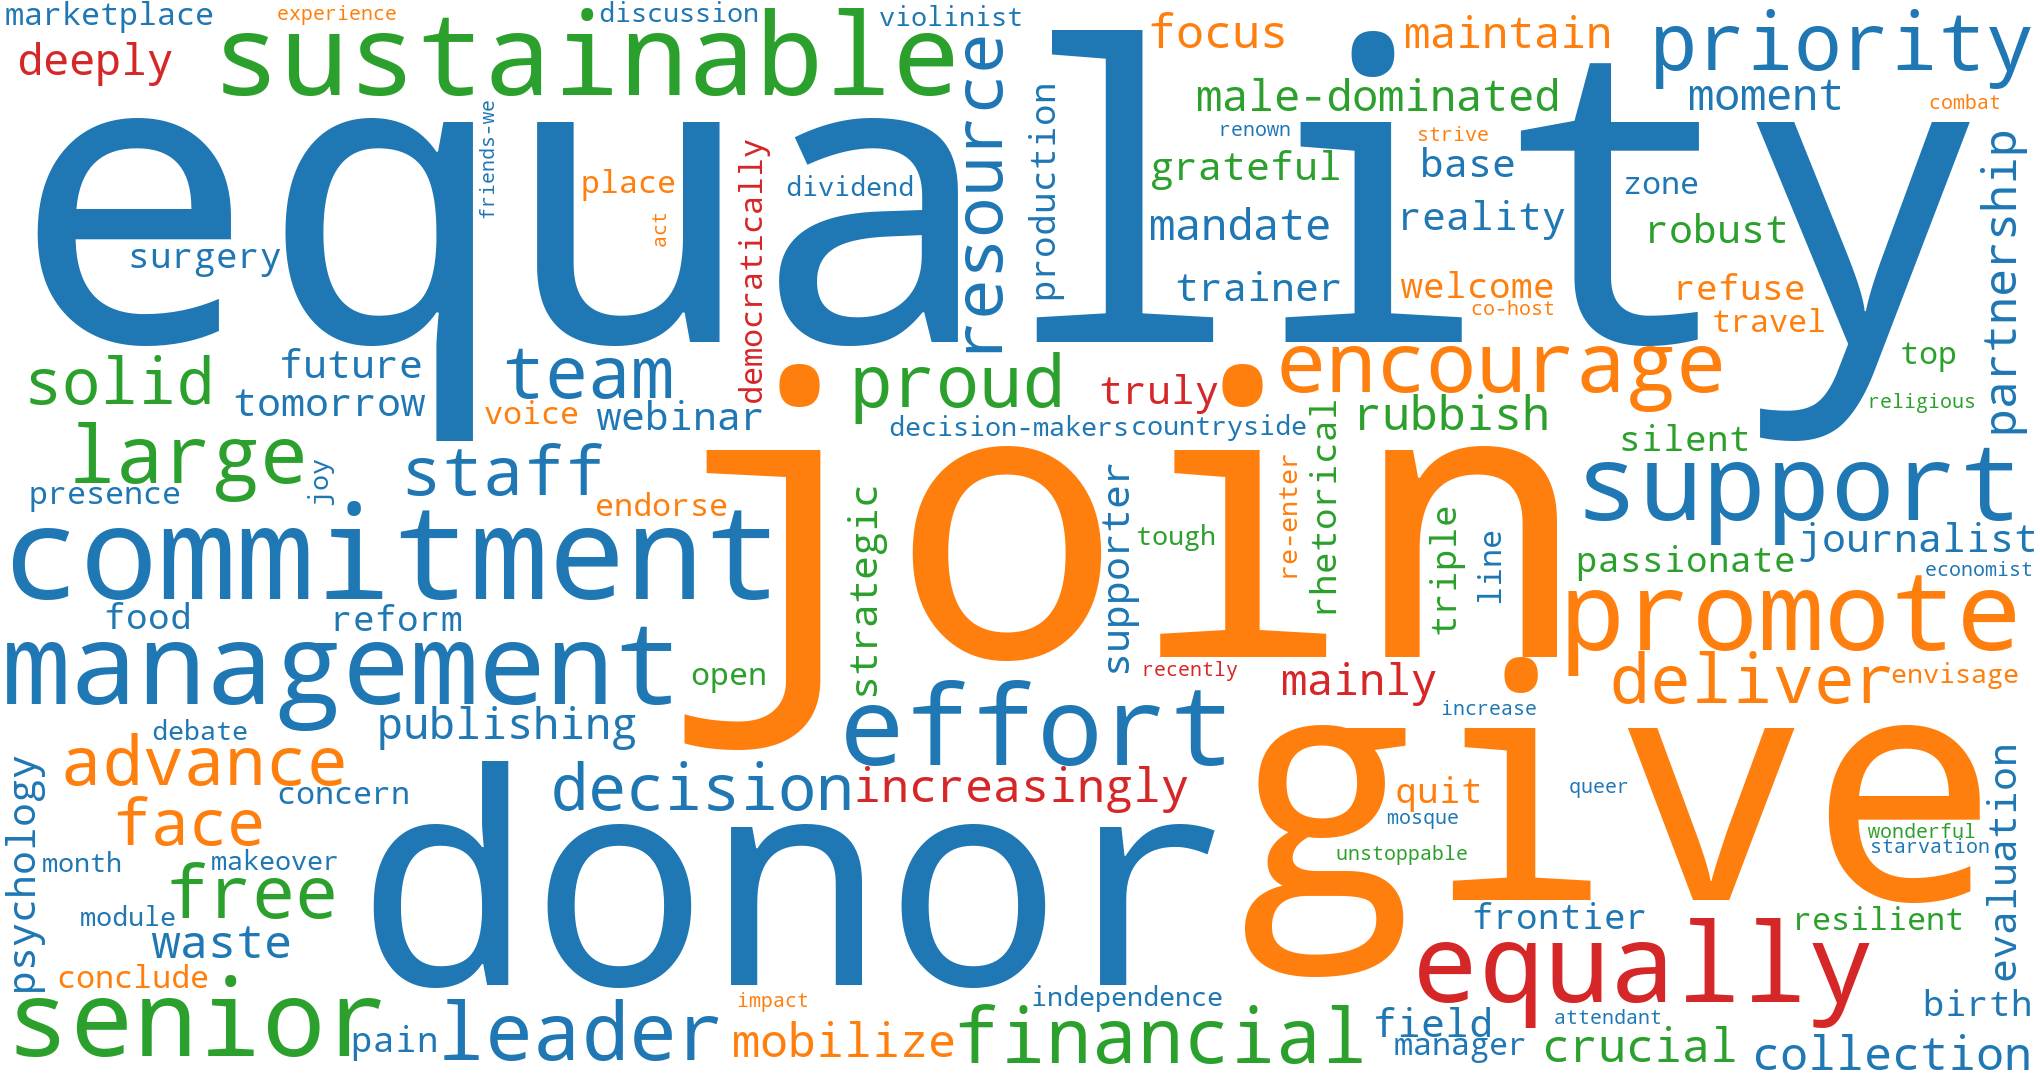 marketplace
experience
discussion
violinist
deeply
sustainable
resource
focus
maintain
priority
equality
friends-we
surgery
place
act
democratically
dividend
production
male-dominated
moment
combat
renown
strive
grateful
base
zone
mandate
reality
robust
partnership
trainer
welcome
co-host
refuse
travel
solid
future
tomorrow
team
voice
webinar
proud
truly
encourage
top
religious
decision-makers
countryside
rhetorical
rubbish
silent
large
joy
presence
staff
endorse
join
support
commitment
strategic
supporter
tough
re-enter
triple
line
passionate
journalist
economist
food
reform
management
open
recently
mainly
promote
deliver
envisage
publishing
effort
increase
debate
advance
psychology
concern
decision
increasingly
give
quit
queer
mosque
unstoppable
wonderful
starvation
evaluation
face
month
makeover
free
module
waste
conclude
donor
frontier
resilient
equally
senior
pain
leader
impact
mobilize
independence
financial
field
manager
attendant
crucial
birth
collection